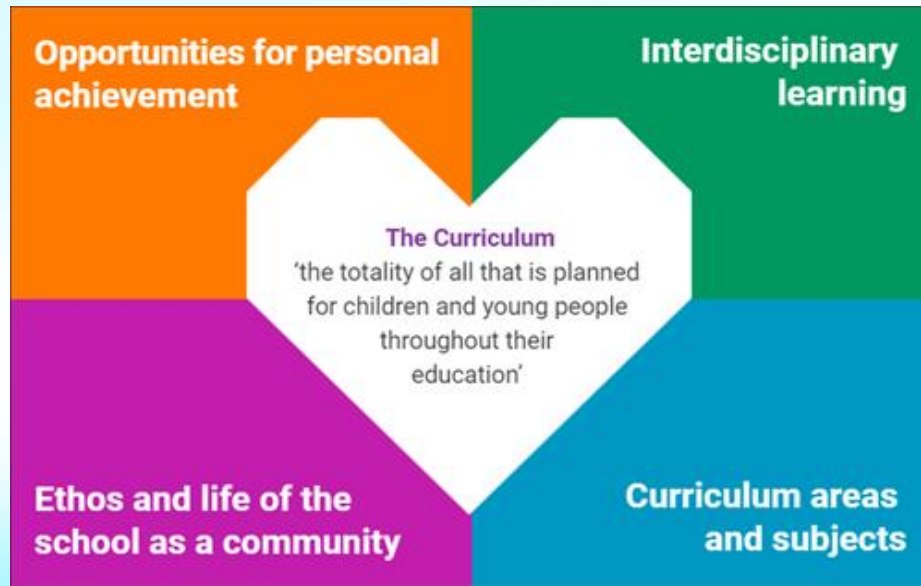 Opportunities for personal
achievement
Interdisciplinary
learning
The Curriculum
‘the totality of all that is planned
for children and young people
throughout their
education’
Ethos and life of the
school as a community
Curriculum areas
and subjects